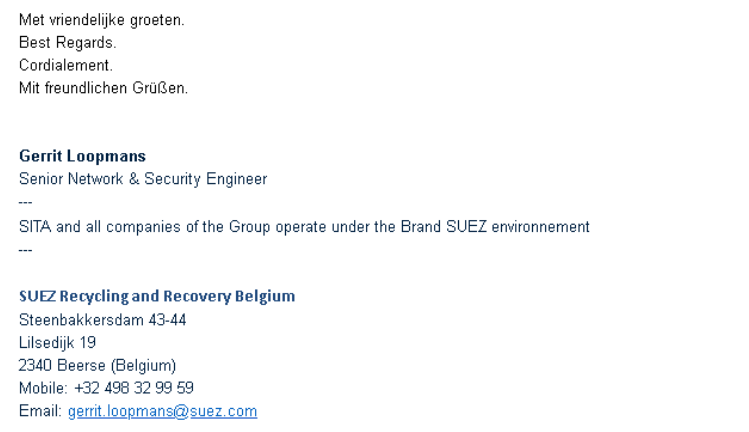 Met vriendelijke groeten.
Best Regards.
Cordialement.
Mit freundlichen Grüßen.
Gerrit Loopmans
Senior Network & Security Engineer
---
SITA and all companies of the Group operate under the Brand SUEZ environnement
---
SUEZ Recycling and Recovery Belgium
Steenbakkersdam 43-44
Lilsedijk 19
2340 Beerse (Belgium)
Mobile: +32 498 32 99 59
Email: gerrit.loopmans@suez.com